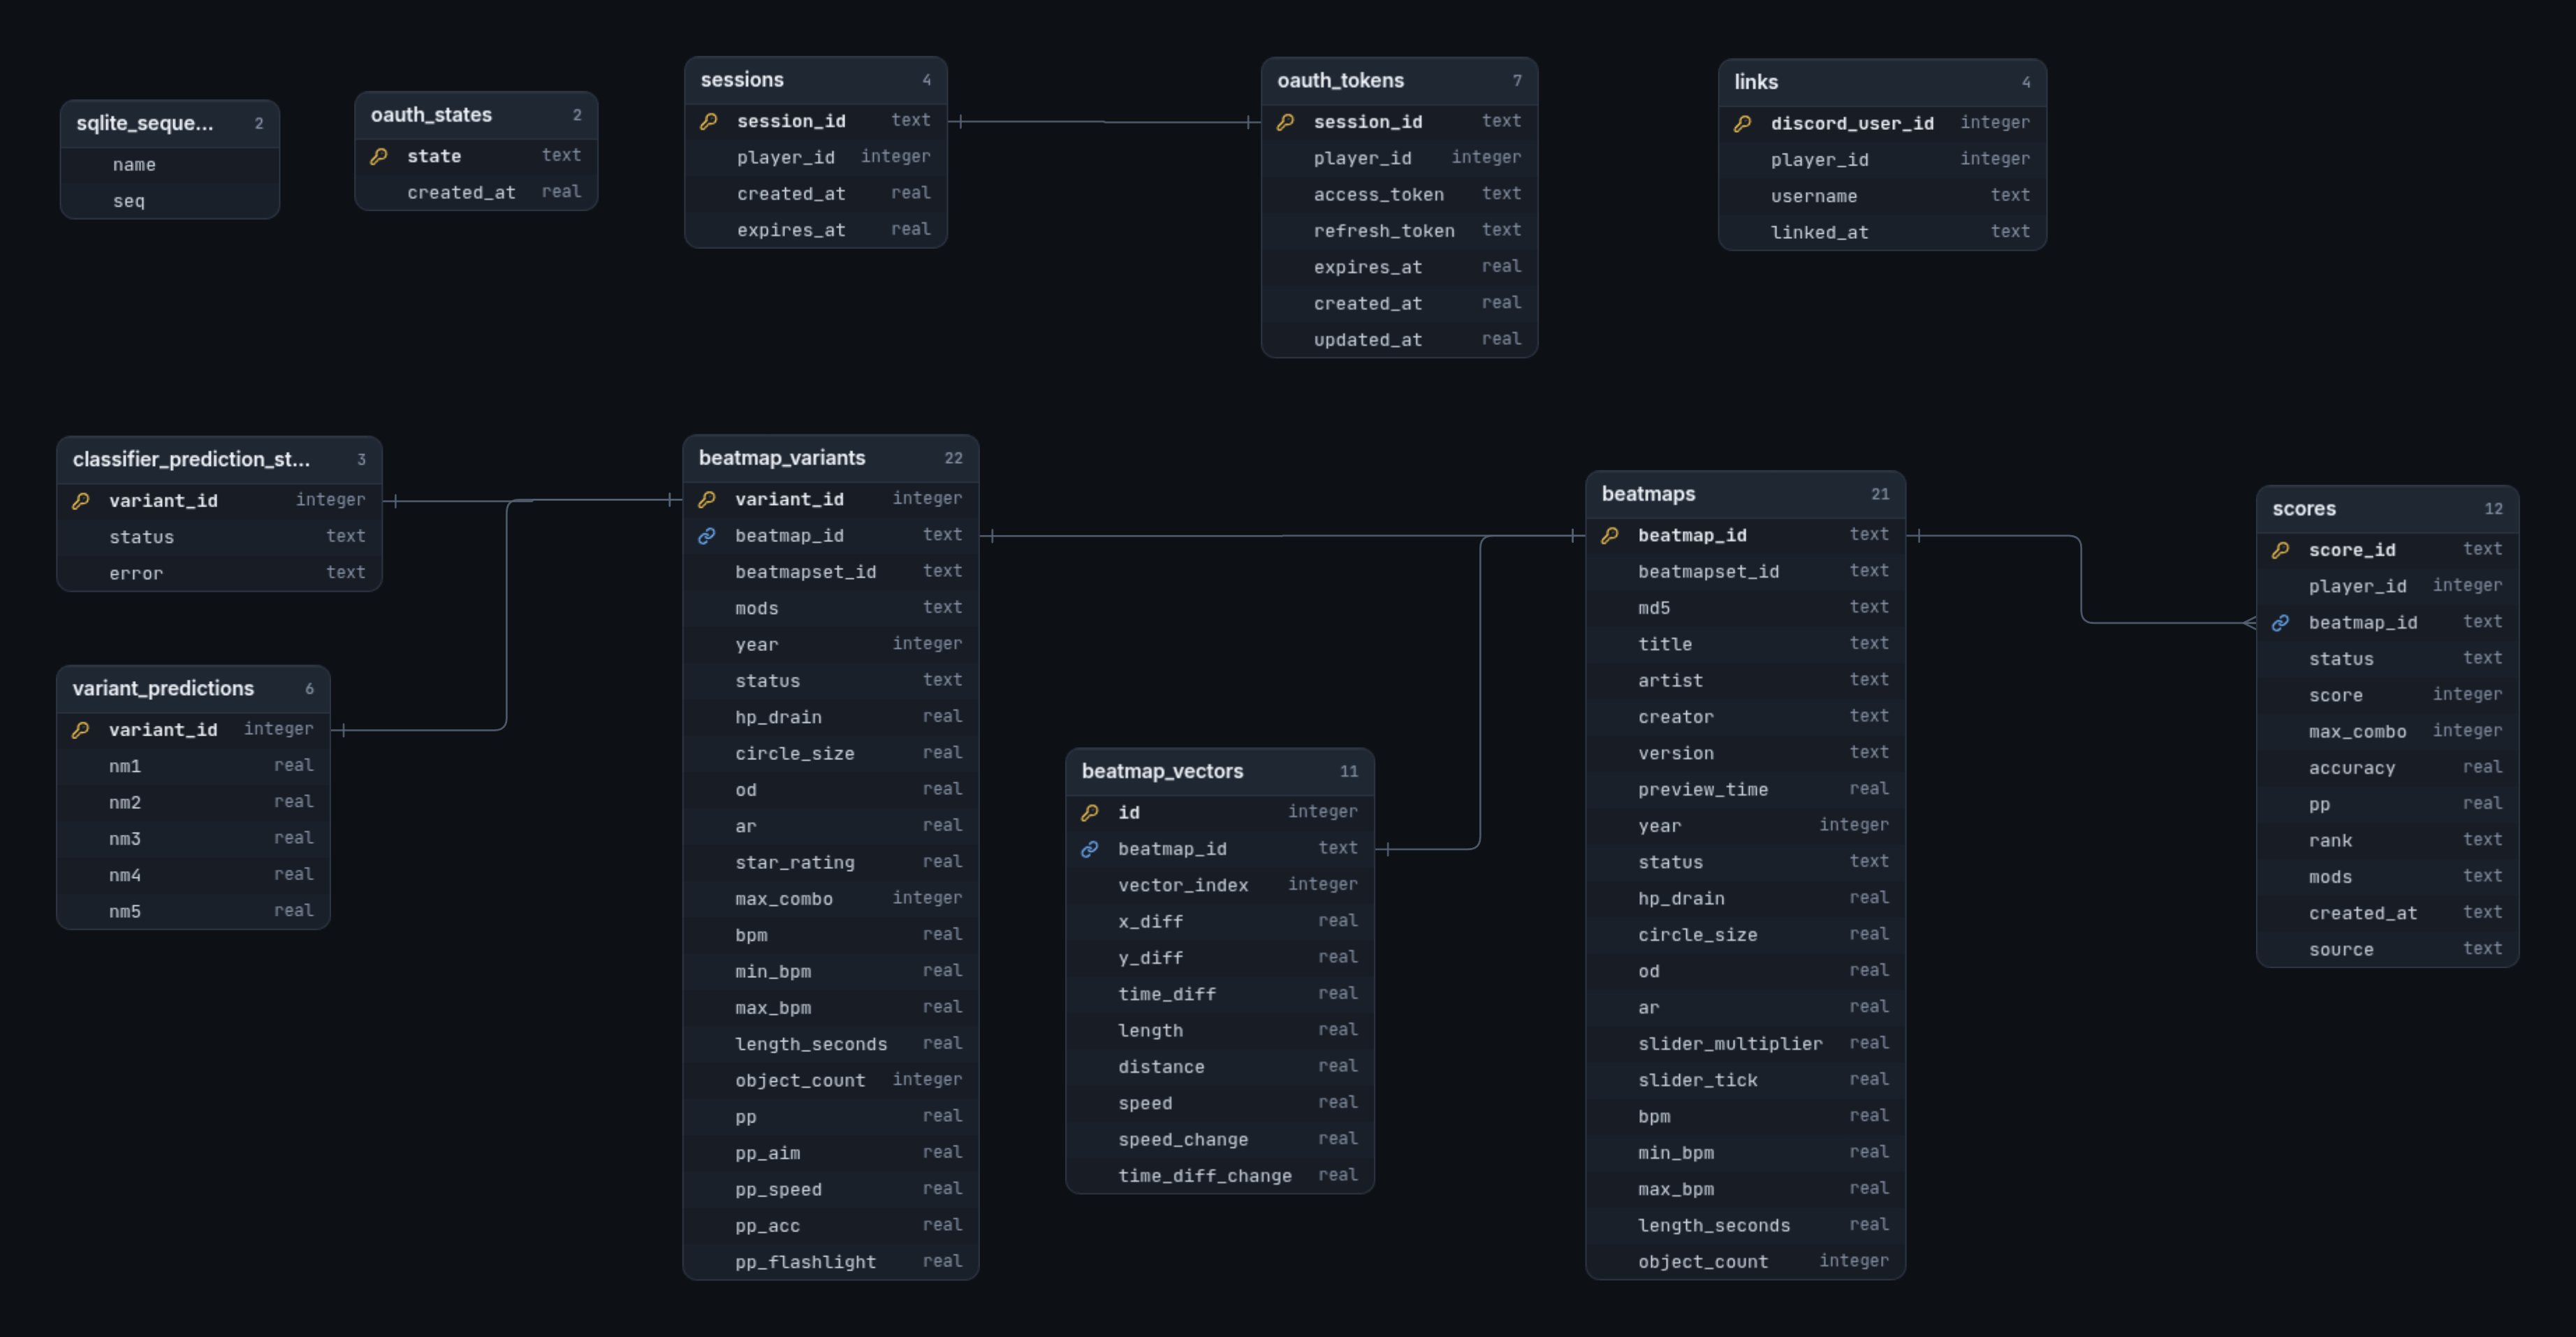 sqlite_seque... 2
name
seq
oauth_states 2
state text
created_at real
sessions 4
session_id text
player_id integer
created_at real
expires_at real
oauth_tokens 7
session_id text
player_id integer
access_token text
refresh_token text
expires_at real
created_at real
updated_at real
links 4
discord_user_id integer
player_id integer
username text
linked_at text
classifier_prediction_st... 3
variant_id integer
status text
error text
variant_predictions 6
variant_id integer
nm1 real
nm2 real
nm3 real
nm4 real
nm5 real
beatmap_variants 22
variant_id integer
beatmap_id text
beatmapset_id text
mods text
year integer
status text
hp_drain real
circle_size real
od real
ar real
star_rating real
max_combo integer
bpm real
min_bpm real
max_bpm real
length_seconds real
object_count integer
pp real
pp_aim real
pp_speed real
pp_acc real
pp_flashlight real
beatmap_vectors 11
id integer
beatmap_id text
vector_index integer
x_diff real
y_diff real
time_diff real
length real
distance real
speed real
speed_change real
time_diff_change real
beatmaps 21
beatmap_id text
beatmapset_id text
md5 text
title text
artist text
creator text
version text
preview_time real
year integer
status text
hp_drain real
circle_size real
od real
ar real
slider_multiplier real
slider_tick real
bpm real
min_bpm real
max_bpm real
length_seconds real
object_count integer
scores 12
score_id text
player_id integer
beatmap_id text
status text
score integer
max_combo integer
accuracy real
pp real
rank text
mods text
created_at text
source text